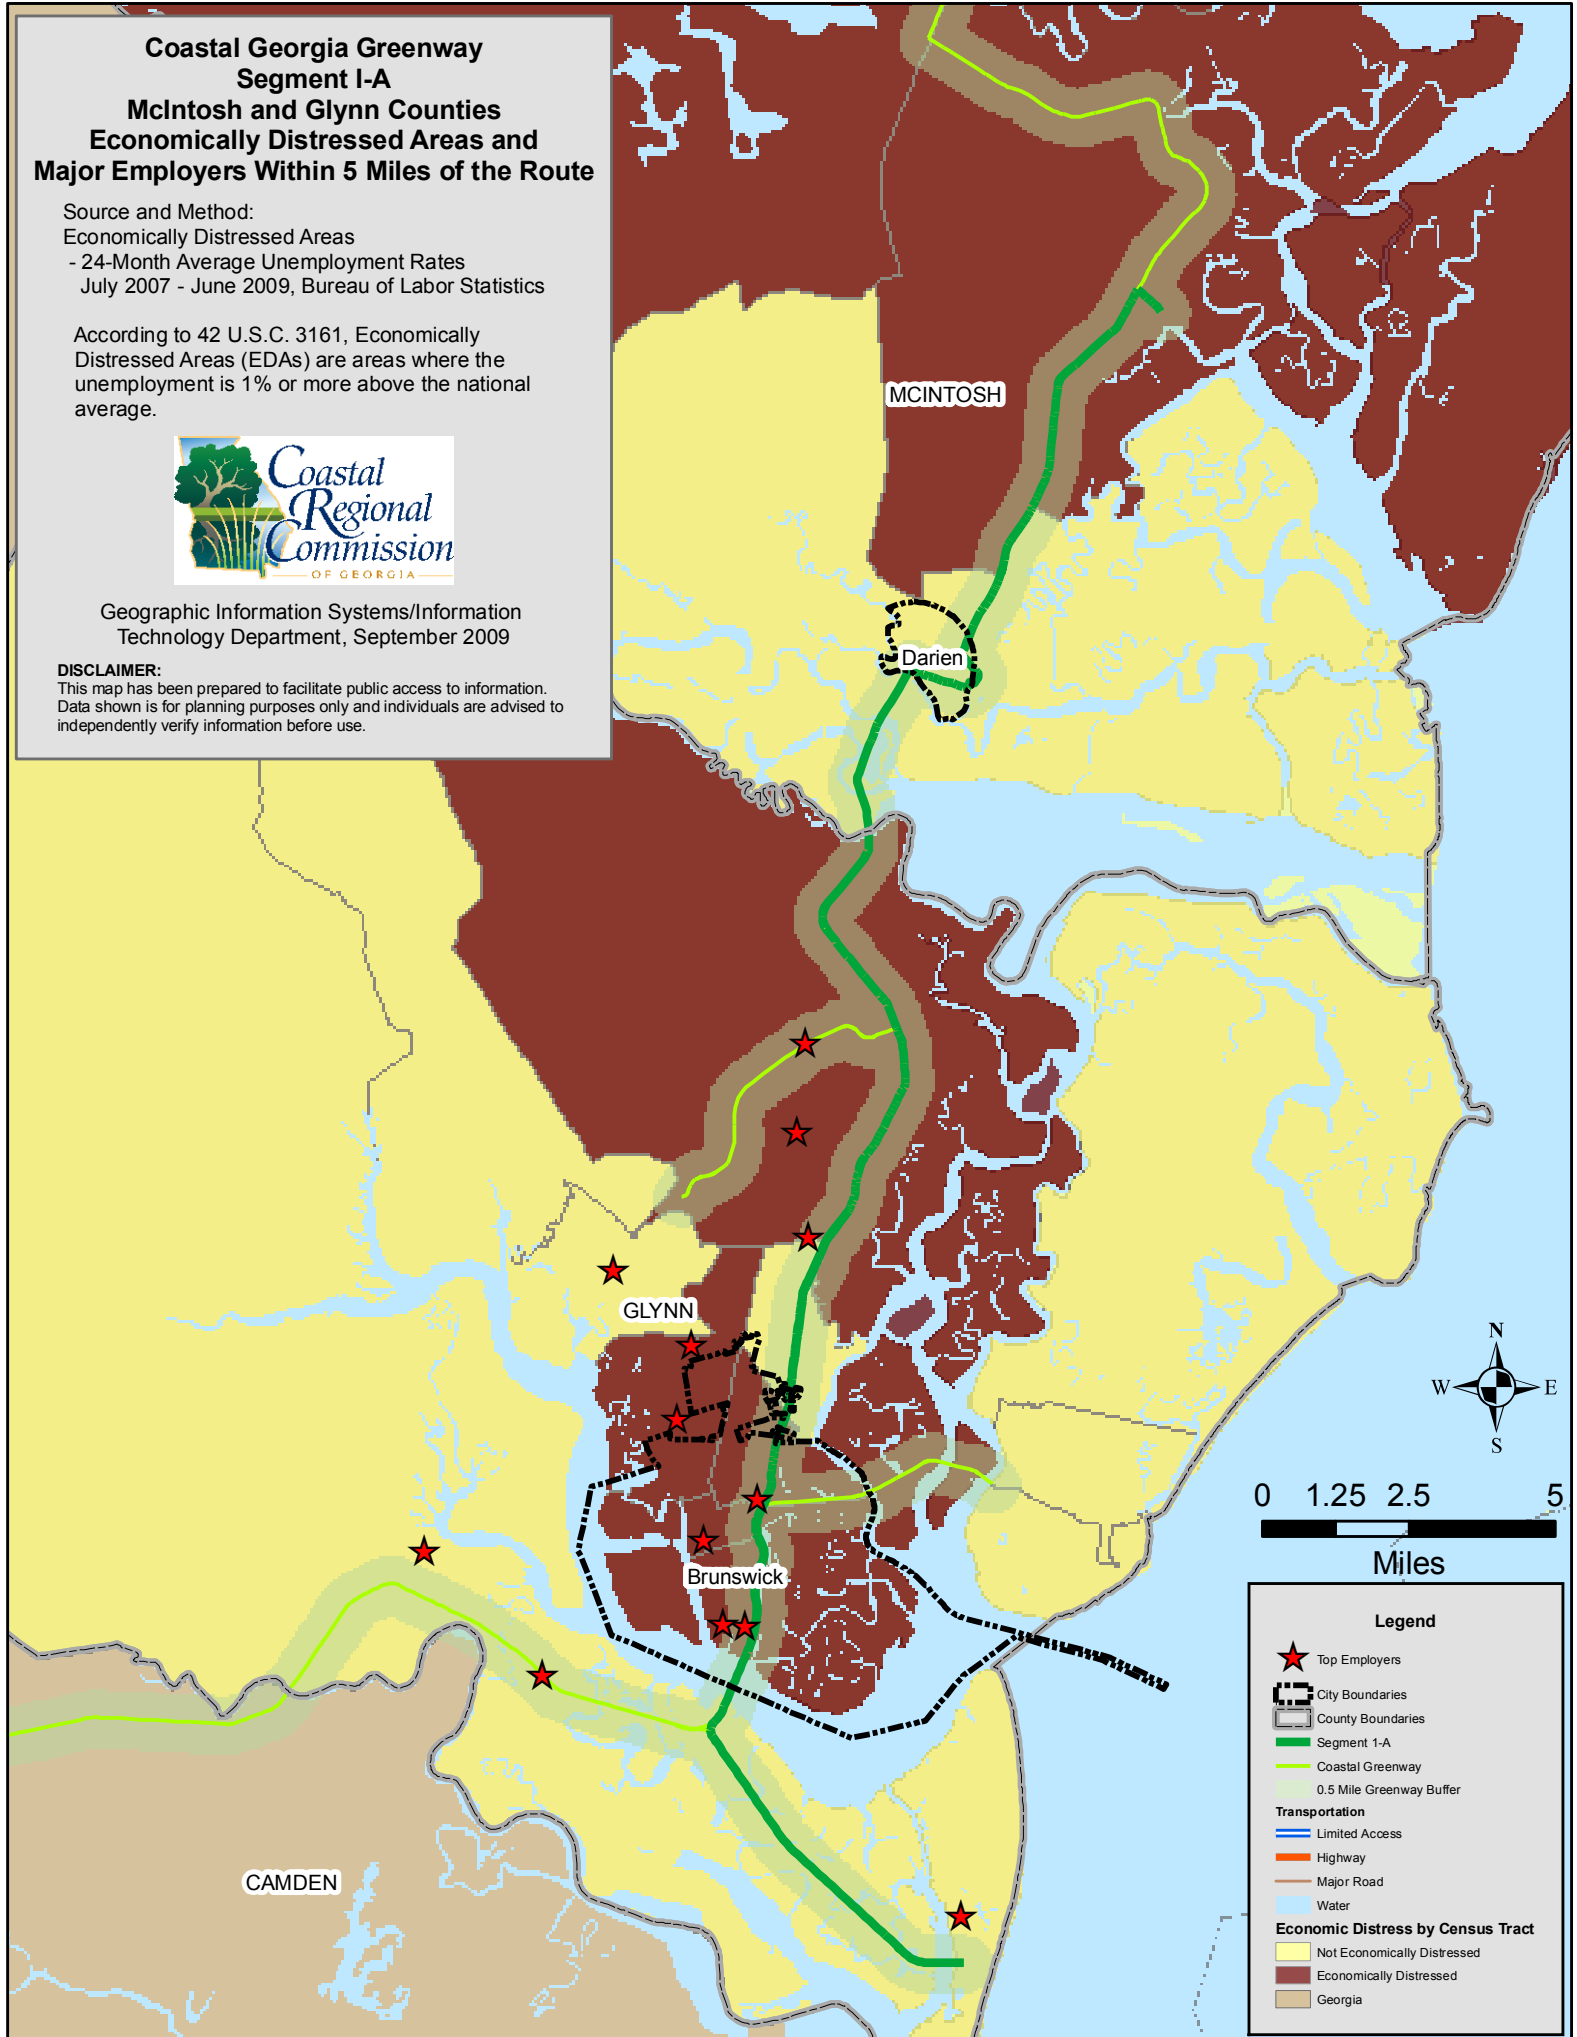 Coastal Georgia Greenway
Segment I-A
McIntosh and Glynn Counties
Economically Distressed Areas and
Major Employers Within 5 Miles of the Route
Source and Method:
Economically Distressed Areas
- 24-Month Average Unemployment Rates
July 2007 - June 2009, Bureau of Labor Statistics
According to 42 U.S.C. 3161, Economically
Distressed Areas (EDAs) are areas where the
unemployment is 1% or more above the national
average.
Coastal
Regional
Commission
OF GEORGIA
Geographic Information Systems/Information
Technology Department, September 2009
DISCLAIMER:
This map has been prepared to facilitate public access to information.
Data shown is for planning purposes only and individuals are advised to
independently verify information before use.
MCINTOSH
Darien
GLYNN
Brunswick
CAMDEN
N
W E
S
0 1.25 2.5 5
Miles
Legend
Top Employers
City Boundaries
County Boundaries
Segment 1-A
Coastal Greenway
0.5 Mile Greenway Buffer
Transportation
Limited Access
Highway
Major Road
Water
Economic Distress by Census Tract
Not Economically Distressed
Economically Distressed
Georgia